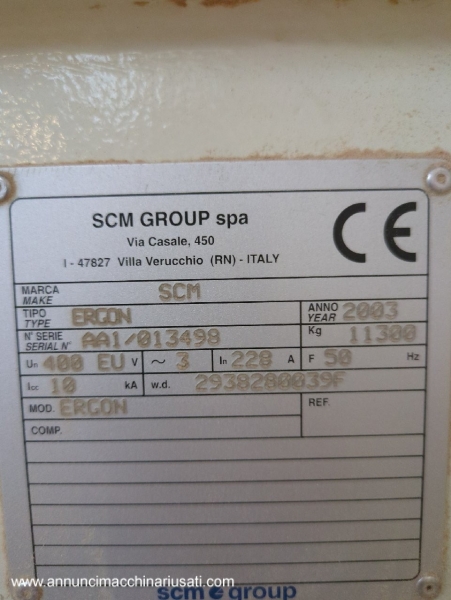 SCM GROUP spa
Via Casale, 450
I - 47827 Villa Verucchio (RN) - ITALY
CE
MARCA MAKE SCM
TIPO TYPE ERGON ANNO YEAR 2003
N° SERIE SERIAL N° AA1/013498 Kg 11300
Un 400 EU V ~ 3 In 228 A F 50 Hz
Icc 10 kA w.d. 2938280039F
MOD. ERGON REF.
COMP.
www.annuncimacchinariusati.com
scm group